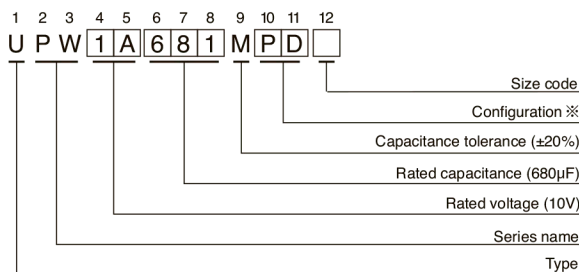 1 2 3 4 5 6 7 8 9 10 11 12
U P W 1 A 6 8 1 M P D
Size code
Configuration ※
Capacitance tolerance (±20%)
Rated capacitance (680µF)
Rated voltage (10V)
Series name
Type